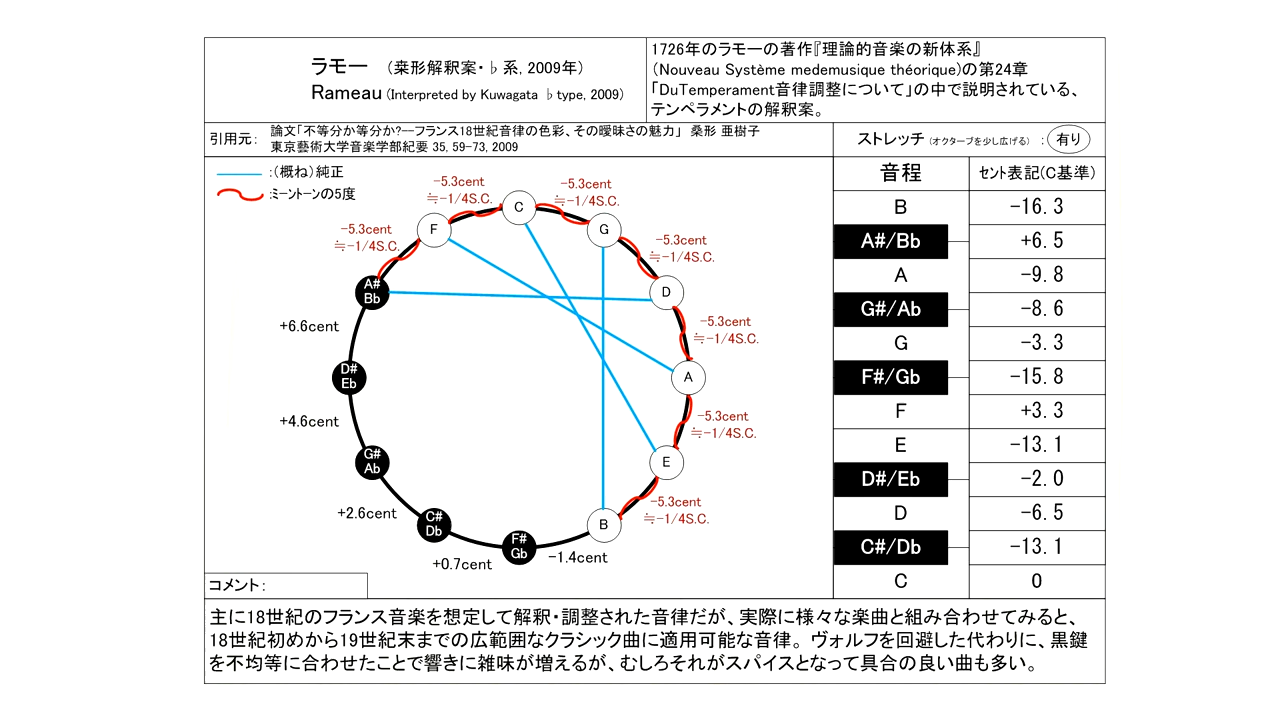 ラモー （桒形解釈案・♭系, 2009年）
Rameau (Interpreted by Kuwagata ♭type, 2009)
1726年のラモーの著作『理論的音楽の新体系』
（Nouveau Système medemusique théorique)の第24章
「DuTemperament音律調整について」の中で説明されている、
テンペラメントの解釈案。
引用元：
論文「不等分か等分か?--フランス18世紀音律の色彩、その曖昧さの魅力」 桑形 亜樹子
東京藝術大学音楽学部紀要 35, 59-73, 2009
ストレッチ（オクターブを少し広げる）： 有り
:（概ね）純正
:ミーントーンの5度
-5.3cent
≒-1/4S.C.
-5.3cent
≒-1/4S.C.
-5.3cent
≒-1/4S.C.
-5.3cent
≒-1/4S.C.
-5.3cent
≒-1/4S.C.
-5.3cent
≒-1/4S.C.
-5.3cent
≒-1/4S.C.
C
G
D
A
E
B
F#
Gb
C#
Db
G#
Ab
D#
Eb
A#
Bb
F
-1.4cent
+0.7cent
+2.6cent
+4.6cent
+6.6cent
音程 セント表記（C基準）
B -16.3
A#/Bb +6.5
A -9.8
G#/Ab -8.6
G -3.3
F#/Gb -15.8
F +3.3
E -13.1
D#/Eb -2.0
D -6.5
C#/Db -13.1
C 0
コメント：
主に18世紀のフランス音楽を想定して解釈・調整された音律だが、実際に様々な楽曲と組み合わせてみると、
18世紀初めから19世紀末までの広範囲なクラシック曲に適用可能な音律。ヴォルフを回避した代わりに、黒鍵
を不均等に合わせたことで響きに雑味が増えるが、むしろそれがスパイスとなって具合の良い曲も多い。